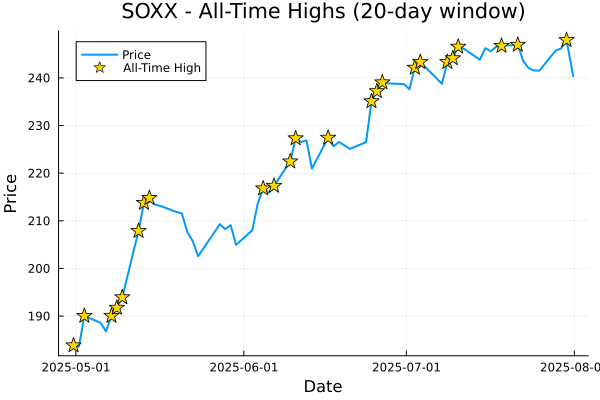 SOXX - All-Time Highs (20-day window)
Price
All-Time High
Price
240
230
220
210
200
190
2025-05-01
2025-06-01
2025-07-01
2025-08-0
Date